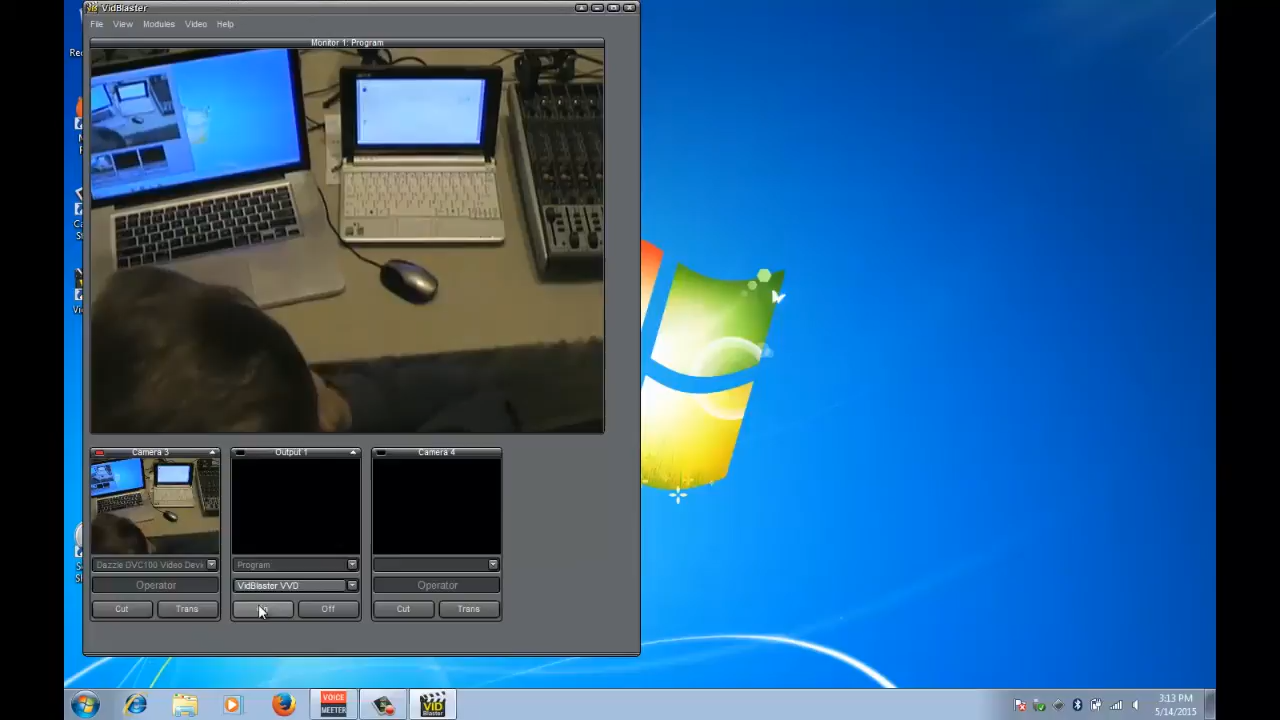 VidBlaster
File View Modules Video Help
Monitor 1: Program
acer
Camera 3 Output 1 Camera 4
Dazzle DVC100 Video Devi Program
Operator VidBlaster VVD Operator
Cut Trans Off Cut Trans
VOICE
MEETER
VID
Blaster
3:13 PM
5/14/2015